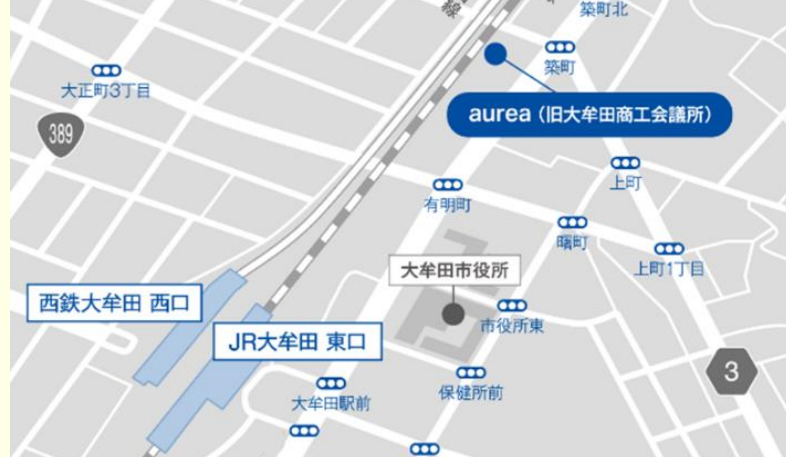 線
築町北
築町
大正町3丁目
aurea（旧大牟田商工会議所）
389
上町
有明町
曙町
上町1丁目
大牟田市役所
西鉄大牟田 西口
市役所東
JR大牟田 東口
3
保健所前
大牟田駅前